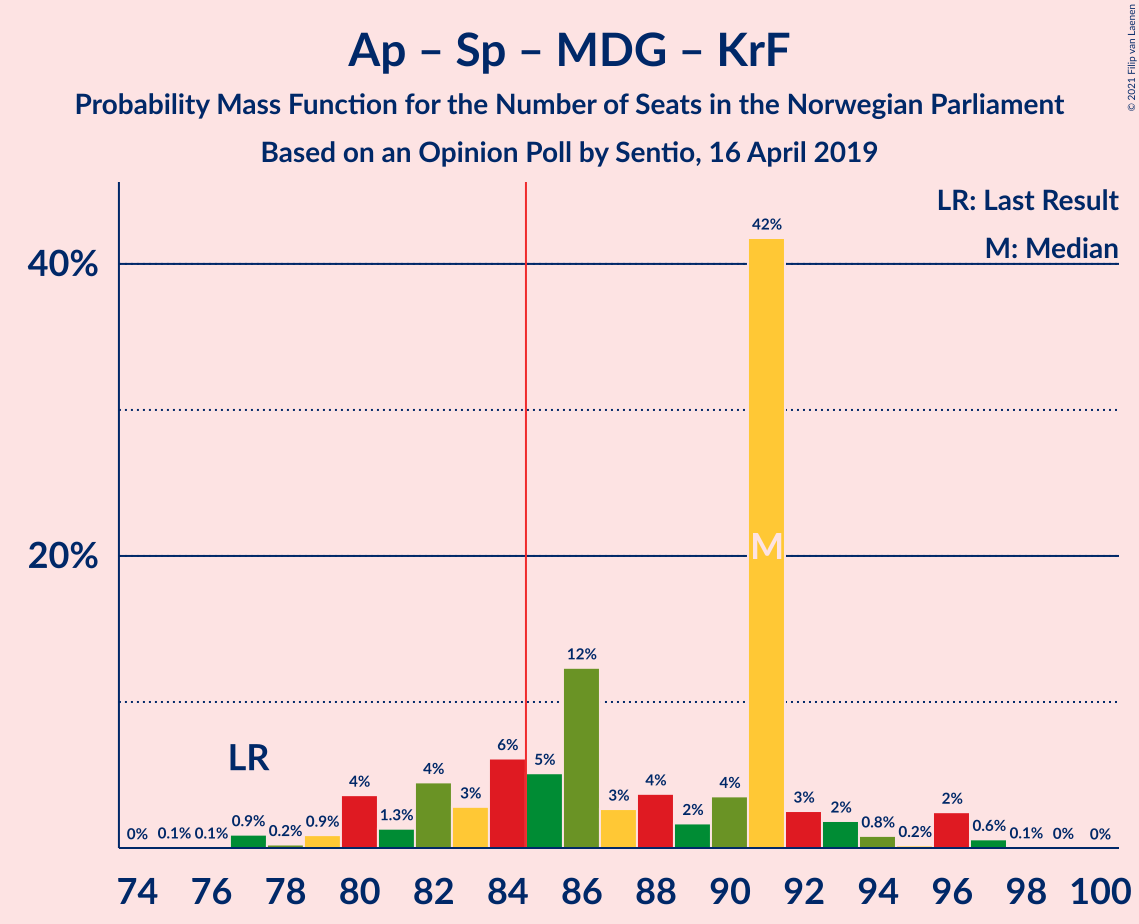 Ap – Sp – MDG – KrF
Probability Mass Function for the Number of Seats in the Norwegian Parliament
Based on an Opinion Poll by Sentio, 16 April 2019
© 2021 Filip van Laenen
LR: Last Result
M: Median
40%
20%
LR
M
0% 0.1% 0.1% 0.9% 0.2% 0.9% 4% 1.3% 4% 3% 6% 5% 12% 3% 4% 2% 4% 42% 3% 2% 0.8% 0.2% 2% 0.6% 0.1% 0% 0%
74 76 78 80 82 84 86 88 90 92 94 96 98 100